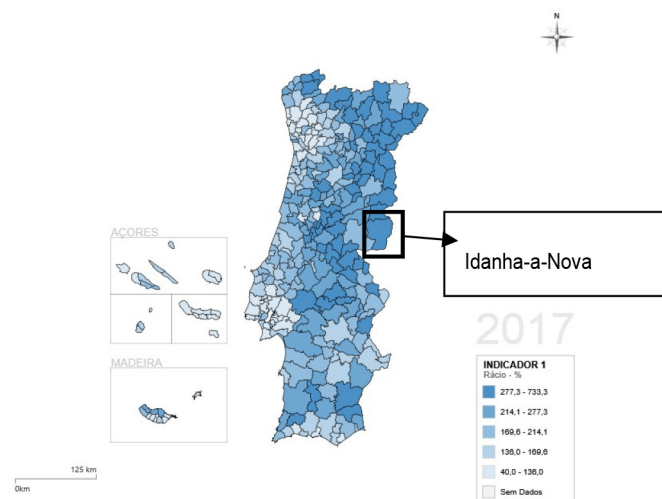 N
AÇORES
Idanha-a-Nova
2017
MADEIRA
INDICADOR 1
Rácio - %
277,3 - 733,3
214,1 - 277,3
169,6 - 214,1
136,0 - 169,6
40,0 - 136,0
Sem Dados
125 km
0km